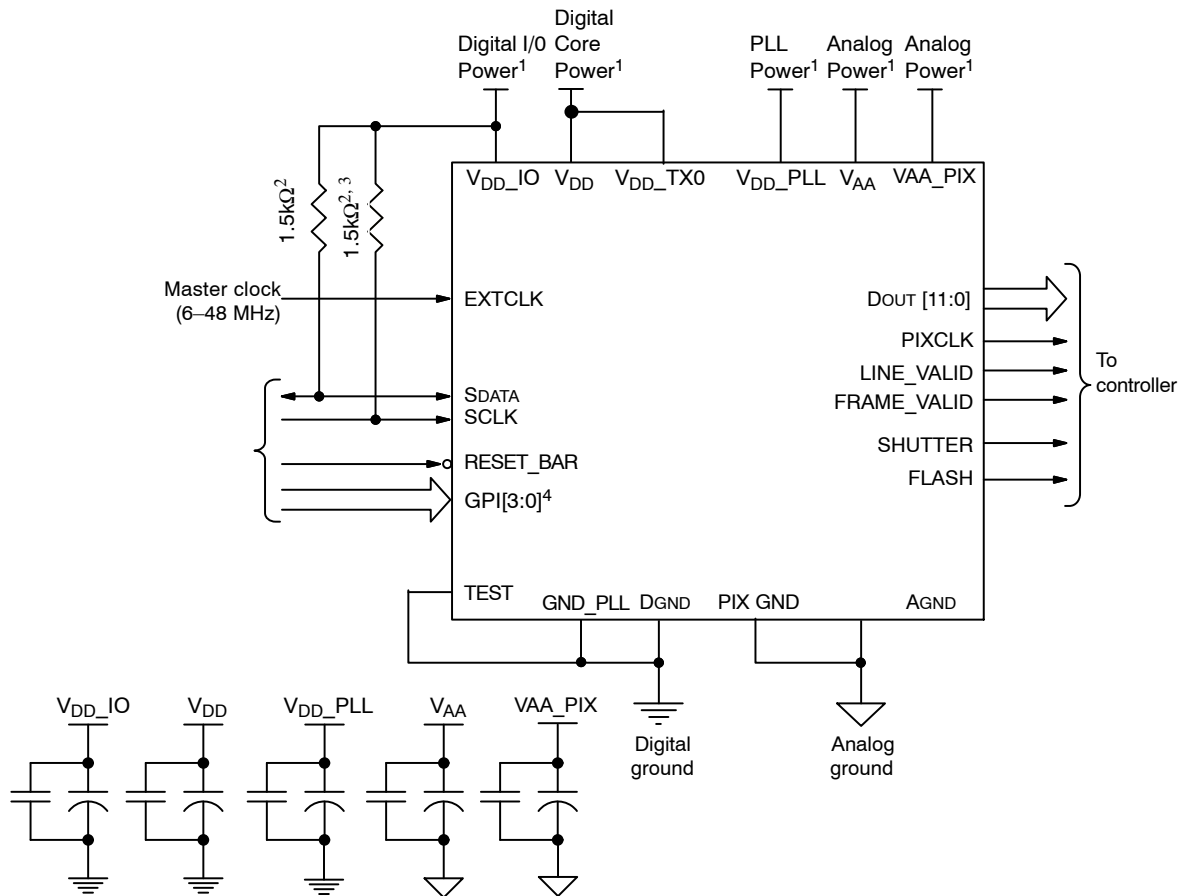 Digital I/0
Power1
Digital
Core
Power1
PLL
Power1
Analog
Power1
Analog
Power1
VDD_IO
VDD
VDD_TX0
VDD_PLL
VAA
VAA_PIX
1.5kΩ2
1.5kΩ2, 3
Master clock
(6–48 MHz)
EXTCLK
SDATA
SCLK
RESET_BAR
GPI[3:0]4
TEST
DOUT [11:0]
PIXCLK
LINE_VALID
FRAME_VALID
SHUTTER
FLASH
To
controller
GND_PLL
DGND
PIX GND
AGND
Digital
ground
Analog
ground
VDD_IO
VDD
VDD_PLL
VAA
VAA_PIX